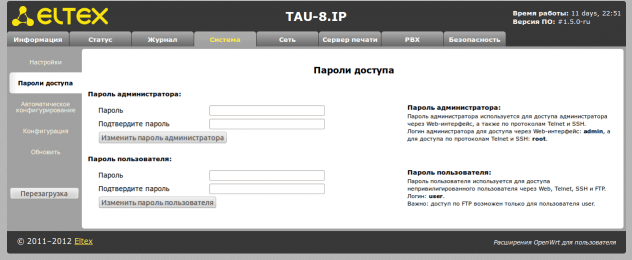 ELTEX
TAU-8.IP
Время работы: 11 days, 22:51
Версия ПО: #1.5.0-ru
Информация Статус Журнал Система Сеть Сервер печати PBX Безопасность
Настройки
Пароли доступа
Автоматическое
конфигурирование
Конфигурация
Обновить
Перезагрузка
Пароли доступа
Пароль администратора:
Пароль
Подтвердите пароль
Изменить пароль администратора
Пароль администратора:
Пароль администратора используется для доступа администратора
через Web-интерфейс, а также по протоколам Telnet и SSH.
Логин администратора для доступа через Web-интерфейс: admin, а
для доступа по протоколам Telnet и SSH: root.
Пароль пользователя:
Пароль
Подтвердите пароль
Изменить пароль пользователя
Пароль пользователя:
Пароль пользователя используется для доступа
непривилигированного пользователя через Web, Telnet, SSH и FTP.
Логин: user.
Важно: доступ по FTP возможен только для пользователя user.
© 2011–2012 Eltex
Расширения OpenWrt для пользователя